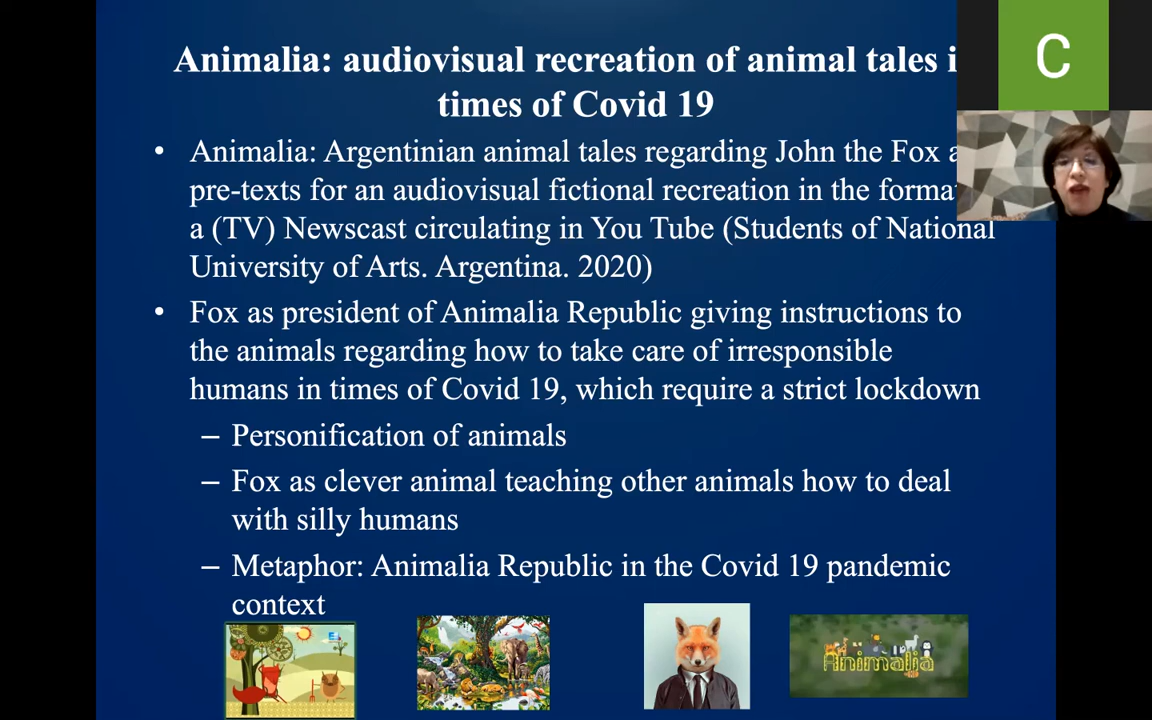 Animalia: audiovisual recreation of animal tales i
times of Covid 19
C
• Animalia: Argentinian animal tales regarding John the Fox a
pre-texts for an audiovisual fictional recreation in the format
a (TV) Newscast circulating in You Tube (Students of National
University of Arts. Argentina. 2020)
• Fox as president of Animalia Republic giving instructions to
the animals regarding how to take care of irresponsible
humans in times of Covid 19, which require a strict lockdown
– Personification of animals
– Fox as clever animal teaching other animals how to deal
with silly humans
– Metaphor: Animalia Republic in the Covid 19 pandemic
context
Animalia